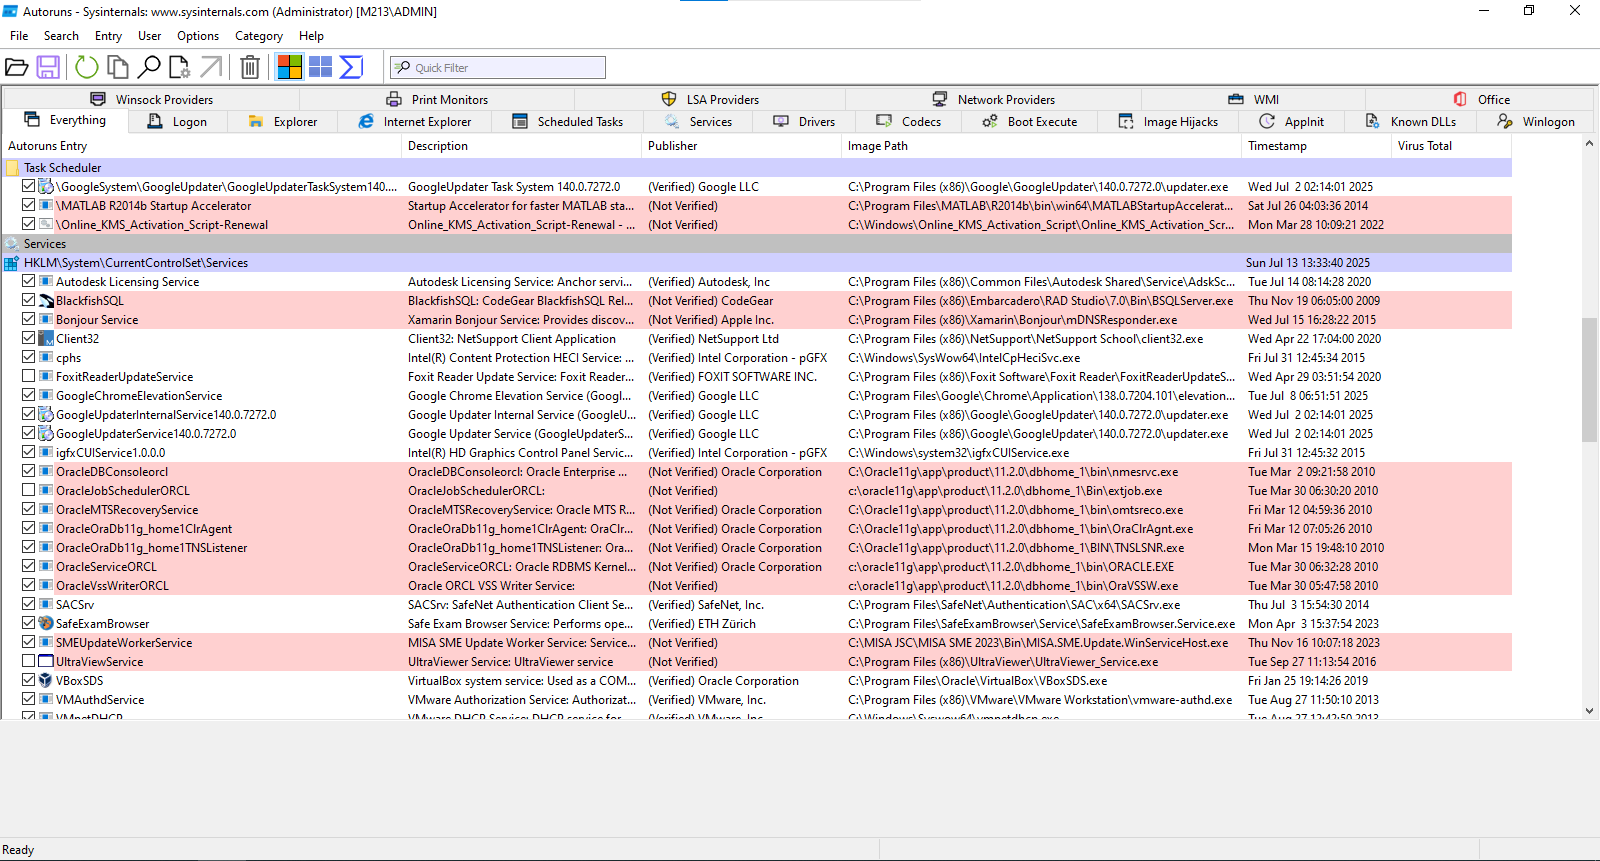 Autoruns - Sysinternals: www.sysinternals.com (Administrator) [M213\ADMIN]
File Search Entry User Options Category Help
Quick Filter
Winsock Providers Print Monitors LSA Providers Network Providers WMI Office
Everything Logon Explorer Internet Explorer Scheduled Tasks Services Drivers Codecs Boot Execute Image Hijacks AppInit Known DLLs Winlogon
Autoruns Entry Description Publisher Image Path Timestamp Virus Total
Task Scheduler
\GoogleSystem\GoogleUpdater\GoogleUpdaterTaskSystem140.... GoogleUpdater Task System 140.0.7272.0 (Verified) Google LLC C:\Program Files (x86)\Google\GoogleUpdater\140.0.7272.0\updater.exe Wed Jul 2 02:14:01 2025
\MATLAB R2014b Startup Accelerator Startup Accelerator for faster MATLAB sta... (Not Verified) C:\Program Files\MATLAB\R2014b\bin\win64\MATLABStartupAccelerat... Sat Jul 26 04:03:36 2014
\Online_KMS_Activation_Script-Renewal Online_KMS_Activation_Script-Renewal - ... (Not Verified) C:\Windows\Online_KMS_Activation_Script\Online_KMS_Activation_Scr... Mon Mar 28 10:09:21 2022
Services
HKLM\System\CurrentControlSet\Services Sun Jul 13 13:33:40 2025
Autodesk Licensing Service Autodesk Licensing Service: Anchor servi... (Verified) Autodesk, Inc C:\Program Files (x86)\Common Files\Autodesk Shared\Service\AdskSc... Tue Jul 14 08:14:28 2020
BlackfishSQL BlackfishSQL: CodeGear BlackfishSQL Rel... (Not Verified) CodeGear C:\Program Files (x86)\Embarcadero\RAD Studio\7.0\Bin\BSQLServer.exe Thu Nov 19 06:05:00 2009
Bonjour Service Xamarin Bonjour Service: Provides discov... (Not Verified) Apple Inc. C:\Program Files (x86)\Xamarin\Bonjour\mDNSResponder.exe Wed Jul 15 16:28:22 2015
Client32 Client32: NetSupport Client Application (Verified) NetSupport Ltd C:\Program Files (x86)\NetSupport\NetSupport School\client32.exe Wed Apr 22 17:04:00 2020
cphs Intel(R) Content Protection HECI Service: ... (Verified) Intel Corporation - pGFX C:\Windows\SysWow64\IntelCpHeciSvc.exe Fri Jul 31 12:45:34 2015
FoxitReaderUpdateService Foxit Reader Update Service: Foxit Reader... (Verified) FOXIT SOFTWARE INC. C:\Program Files (x86)\Foxit Software\Foxit Reader\FoxitReaderUpdateS... Wed Apr 29 03:51:54 2020
GoogleChromeElevationService Google Chrome Elevation Service (Googl... (Verified) Google LLC C:\Program Files\Google\Chrome\Application\138.0.7204.101\elevation... Tue Jul 8 06:51:51 2025
GoogleUpdaterInternalService140.0.7272.0 Google Updater Internal Service (GoogleU... (Verified) Google LLC C:\Program Files (x86)\Google\GoogleUpdater\140.0.7272.0\updater.exe Wed Jul 2 02:14:01 2025
GoogleUpdaterService140.0.7272.0 Google Updater Service (GoogleUpdaterS... (Verified) Google LLC C:\Program Files (x86)\Google\GoogleUpdater\140.0.7272.0\updater.exe Wed Jul 2 02:14:01 2025
igfxCUIService1.0.0.0 Intel(R) HD Graphics Control Panel Servic... (Verified) Intel Corporation - pGFX C:\Windows\system32\igfxCUIService.exe Fri Jul 31 12:45:32 2015
OracleDBConsoleorcl OracleDBConsoleorcl: Oracle Enterprise ... (Not Verified) Oracle Corporation C:\Oracle11g\app\product\11.2.0\dbhome_1\bin\nmesrvc.exe Tue Mar 2 09:21:58 2010
OracleJobSchedulerORCL OracleJobSchedulerORCL: (Not Verified) c:\oracle11g\app\product\11.2.0\dbhome_1\Bin\extjob.exe Tue Mar 30 06:30:20 2010
OracleMTSRecoveryService OracleMTSRecoveryService: Oracle MTS R... (Not Verified) Oracle Corporation C:\Oracle11g\app\product\11.2.0\dbhome_1\bin\omtsreco.exe Fri Mar 12 04:59:36 2010
OracleOraDb11g_home1ClrAgent OracleOraDb11g_home1ClrAgent: OraClr... (Not Verified) Oracle Corporation C:\Oracle11g\app\product\11.2.0\dbhome_1\bin\OraClrAgnt.exe Fri Mar 12 07:05:26 2010
OracleOraDb11g_home1TNSListener OracleOraDb11g_home1TNSListener: Ora... (Not Verified) Oracle Corporation C:\Oracle11g\app\product\11.2.0\dbhome_1\BIN\TNSLSNR.exe Mon Mar 15 19:48:10 2010
OracleServiceORCL OracleServiceORCL: Oracle RDBMS Kernel... (Not Verified) Oracle Corporation c:\oracle11g\app\product\11.2.0\dbhome_1\bin\ORACLE.EXE Tue Mar 30 06:32:28 2010
OracleVssWriterORCL Oracle ORCL VSS Writer Service: (Not Verified) c:\oracle11g\app\product\11.2.0\dbhome_1\bin\OraVSSW.exe Tue Mar 30 05:47:58 2010
SACSrv SACSrv: SafeNet Authentication Client Se... (Verified) SafeNet, Inc. C:\Program Files\SafeNet\Authentication\SAC\x64\SACSrv.exe Thu Jul 3 15:54:30 2014
SafeExamBrowser Safe Exam Browser Service: Performs ope... (Verified) ETH Zürich C:\Program Files\SafeExamBrowser\Service\SafeExamBrowser.Service.exe Mon Apr 3 15:37:54 2023
SMEUpdateWorkerService MISA SME Update Worker Service: Service... (Not Verified) C:\MISA JSC\MISA SME 2023\Bin\MISA.SME.Update.WinServiceHost.exe Thu Nov 16 10:07:18 2023
UltraViewService UltraViewer Service: UltraViewer service (Not Verified) C:\Program Files (x86)\UltraViewer\UltraViewer_Service.exe Tue Sep 27 11:13:54 2016
VBoxSDS VirtualBox system service: Used as a COM... (Verified) Oracle Corporation C:\Program Files\Oracle\VirtualBox\VBoxSDS.exe Fri Jan 25 19:14:26 2019
VMAuthdService VMware Authorization Service: Authorizat... (Verified) VMware, Inc. C:\Program Files (x86)\VMware\VMware Workstation\vmware-authd.exe Tue Aug 27 11:50:10 2013
VMnetDHCP VMware DHCP Service: DHCP service for ... (Verified) VMware, Inc. C:\Windows\Syswow64\vmnetdhcp.exe Tue Aug 27 12:42:50 2013
Ready